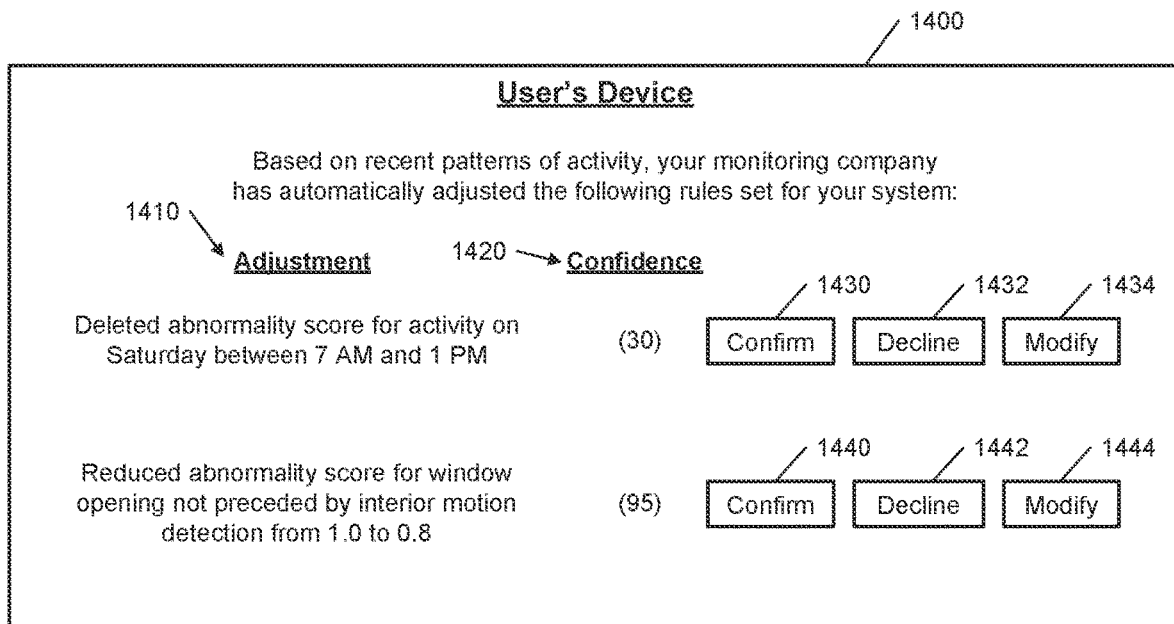 1400
User's Device
Based on recent patterns of activity, your monitoring company
has automatically adjusted the following rules set for your system:
1410
Adjustment
1420
Confidence
1430
1432
1434
Deleted abnormality score for activity on
Saturday between 7 AM and 1 PM
(30)
Confirm
Decline
Modify
1440
1442
1444
Reduced abnormality score for window
opening not preceded by interior motion
detection from 1.0 to 0.8
(95)
Confirm
Decline
Modify